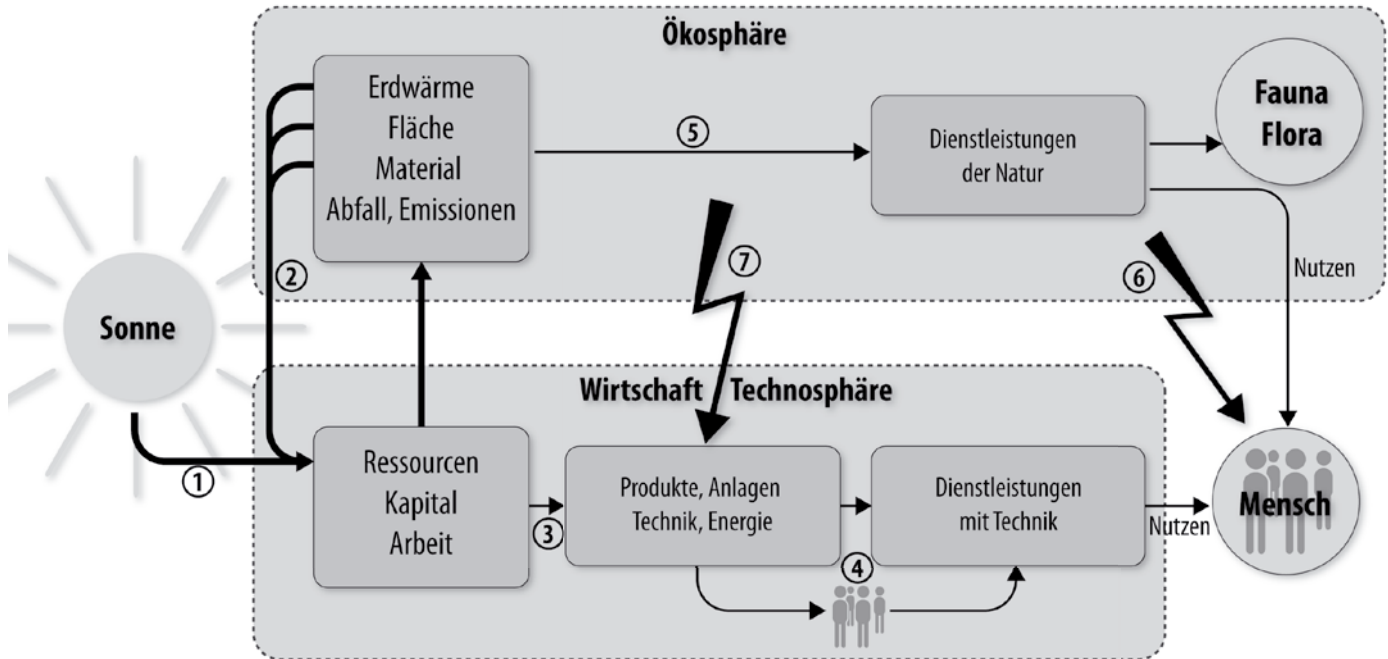 Ökosphäre
Erdwärme
Fläche
Material
Abfall, Emissionen
⑤
Dienstleistungen
der Natur
Fauna
Flora
②
⑦
⑥
Nutzen
Sonne
①
Wirtschaft Technosphäre
Ressourcen
Kapital
Arbeit
③
Produkte, Anlagen
Technik, Energie
④
Dienstleistungen
mit Technik
Nutzen
Mensch